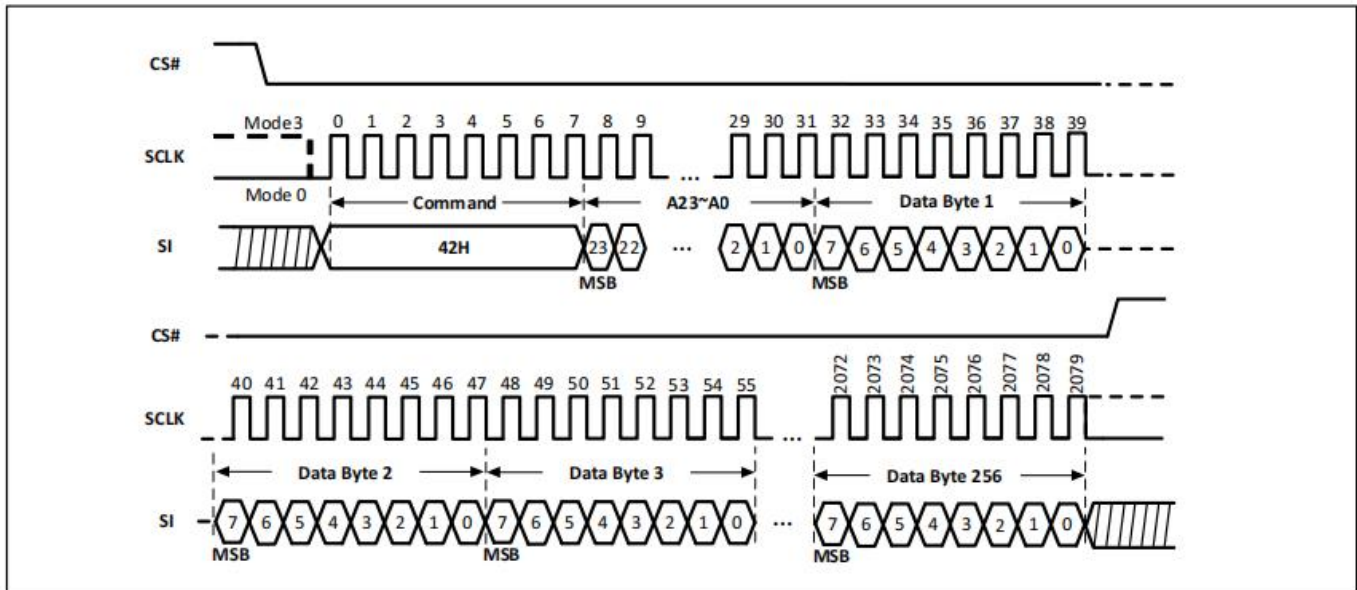 CS#
Mode3 0 1 2 3 4 5 6 7 8 9 29 30 31 32 33 34 35 36 37 38 39
SCLK
...
Mode 0 Command A23~A0 Data Byte 1
SI 42H 23 22 ... 2 1 0 7 6 5 4 3 2 1 0
MSB MSB
CS#
40 41 42 43 44 45 46 47 48 49 50 51 52 53 54 55 2072 2073 2074 2075 2076 2077 2078 2079
SCLK
...
Data Byte 2 Data Byte 3 Data Byte 256
SI 7 6 5 4 3 2 1 0 7 6 5 4 3 2 1 0 ... 7 6 5 4 3 2 1 0
MSB MSB MSB